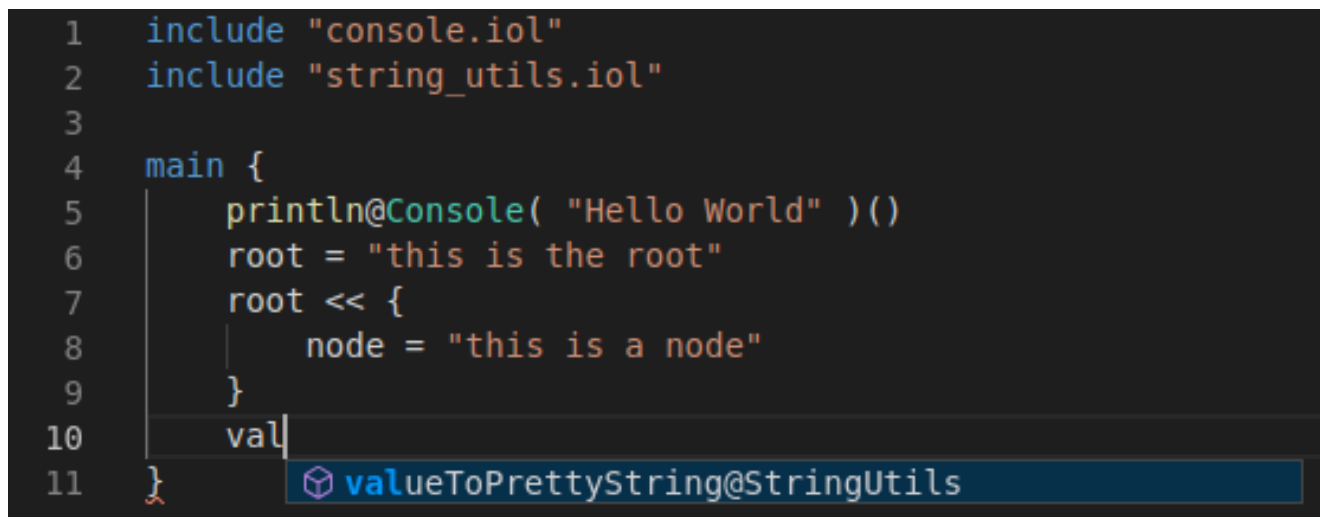 1 include "console.iol"
2 include "string_utils.iol"
3
4 main {
5 println@Console( "Hello World" )()
6 root = "this is the root"
7 root << {
8 node = "this is a node"
9 }
10 val
11 } valueToPrettyString@StringUtils